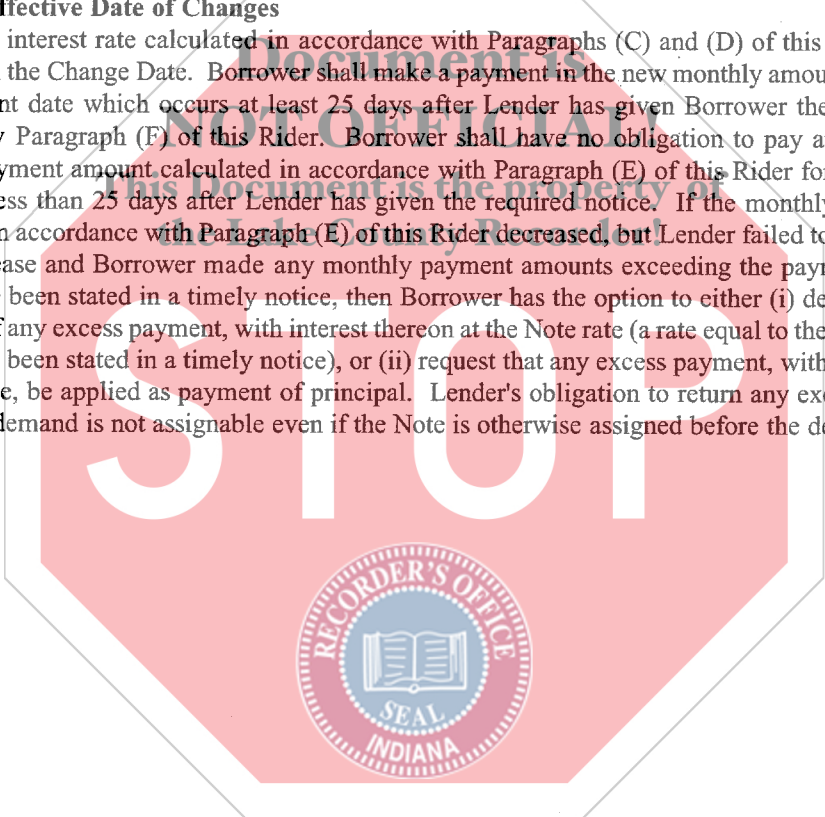 ffective Date of Changes
interest rate calculated in accordance with Paragraphs (C) and (D) of this
the Change Date. Borrower shall make a payment in the new monthly amou
nt date which occurs at least 25 days after Lender has given Borrower the
y Paragraph (F) of this Rider. Borrower shall have no obligation to pay a
yment amount calculated in accordance with Paragraph (E) of this Rider fo
ess than 25 days after Lender has given the required notice. If the monthly
n accordance with Paragraph (E) of this Rider decreased, but Lender failed to
ase and Borrower made any monthly payment amounts exceeding the payn
been stated in a timely notice, then Borrower has the option to either (i) de
f any excess payment, with interest thereon at the Note rate (a rate equal to the
been stated in a timely notice), or (ii) request that any excess payment, with
e, be applied as payment of principal. Lender's obligation to return any exc
demand is not assignable even if the Note is otherwise assigned before the de
Document is
NOT OFFICIAL!
This Document is the property of
the Lake County Recorder!
STOP
RECORDER'S OFFICE
SEAL
INDIANA